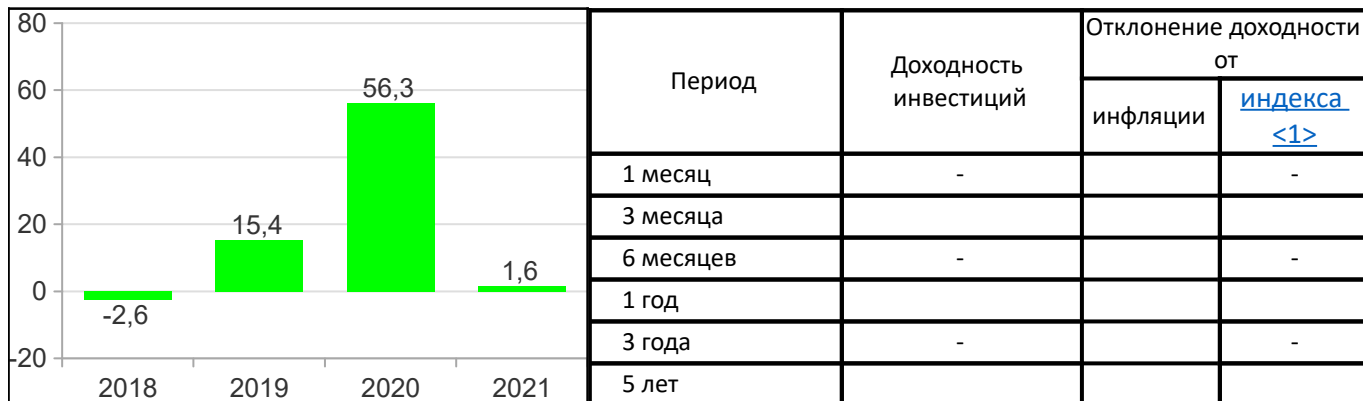 80
60
40
20
0
-20
56,3
15,4
1,6
-2,6
2018 2019 2020 2021
Период
Доходность
инвестиций
Отклонение доходности
от
инфляции
индекса
<1>
1 месяц - -
3 месяца
6 месяцев - -
1 год
3 года - -
5 лет